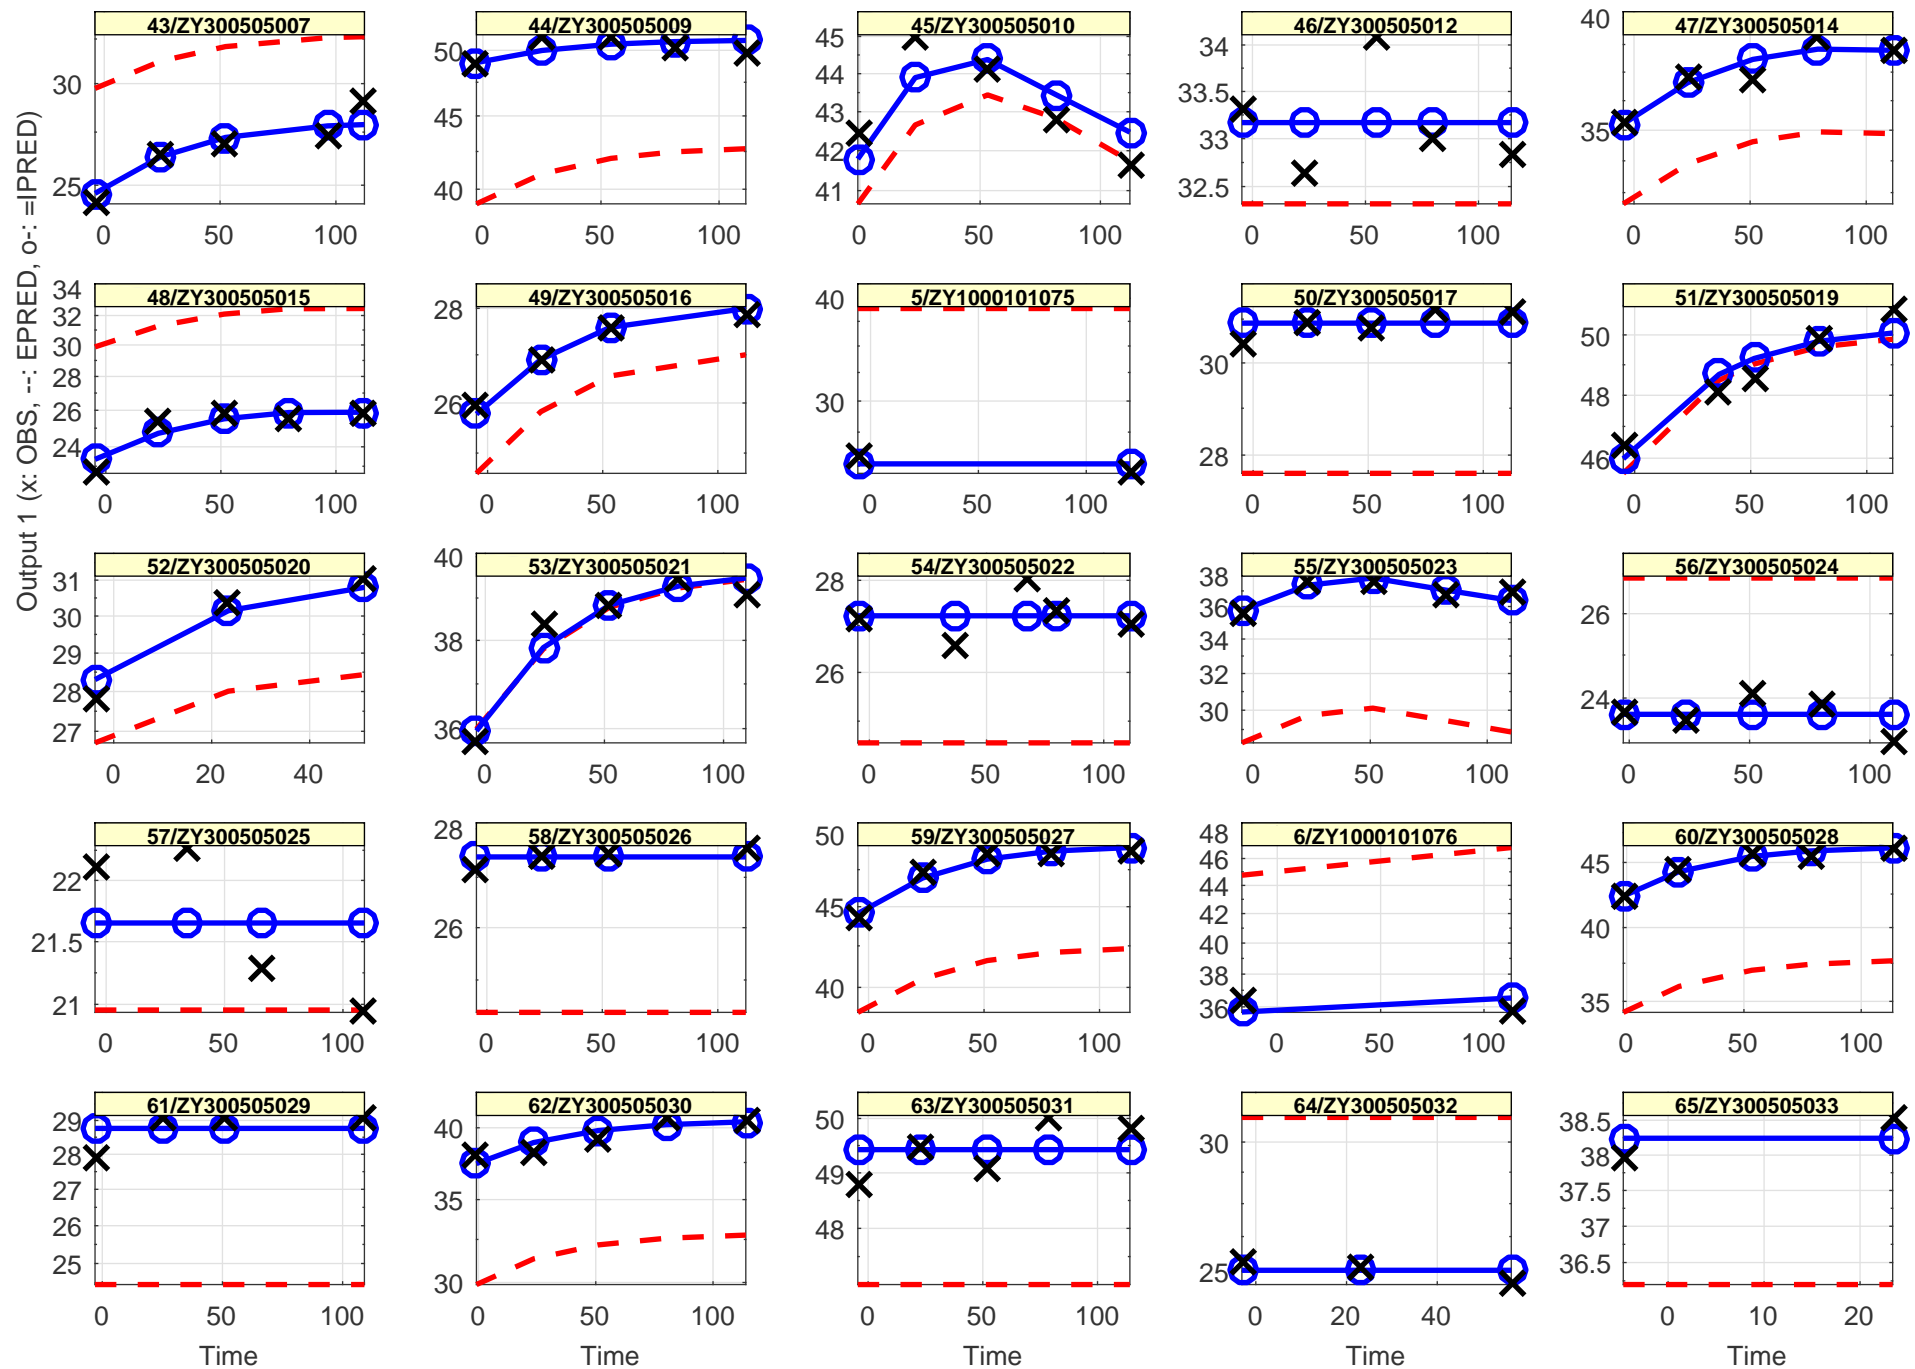 Output 1 (x: OBS, --: EPRED, o-: =IPRED)
43/ZY300505007
30
25
0 50 100
44/ZY300505009
50
45
40
0 50 100
45/ZY300505010
45
44
43
42
41
0 50 100
46/ZY300505012
34
33.5
33
32.5
0 50 100
47/ZY300505014
40
35
0 50 100
48/ZY300505015
34
32
30
28
26
24
0 50 100
49/ZY300505016
28
26
0 50 100
5/ZY1000101075
40
30
0 50 100
50/ZY300505017
30
28
0 50 100
51/ZY300505019
50
48
46
0 50 100
52/ZY300505020
31
30
29
28
27
0 20 40
53/ZY300505021
40
38
36
0 50 100
54/ZY300505022
28
26
0 50 100
55/ZY300505023
38
36
34
32
30
0 50 100
56/ZY300505024
26
24
0 50 100
57/ZY300505025
22
21.5
21
0 50 100
58/ZY300505026
28
26
0 50 100
59/ZY300505027
50
45
40
0 50 100
6/ZY1000101076
48
46
44
42
40
38
36
0 50 100
60/ZY300505028
45
40
35
0 10 20
61/ZY300505029
29
28
27
26
25
0 50 100
Time
62/ZY300505030
40
35
30
0 50 100
Time
63/ZY300505031
50
49
48
0 50 100
Time
64/ZY300505032
30
25
0 20 40
Time
65/ZY300505033
38.5
38
37.5
37
36.5
0 10 20
Time